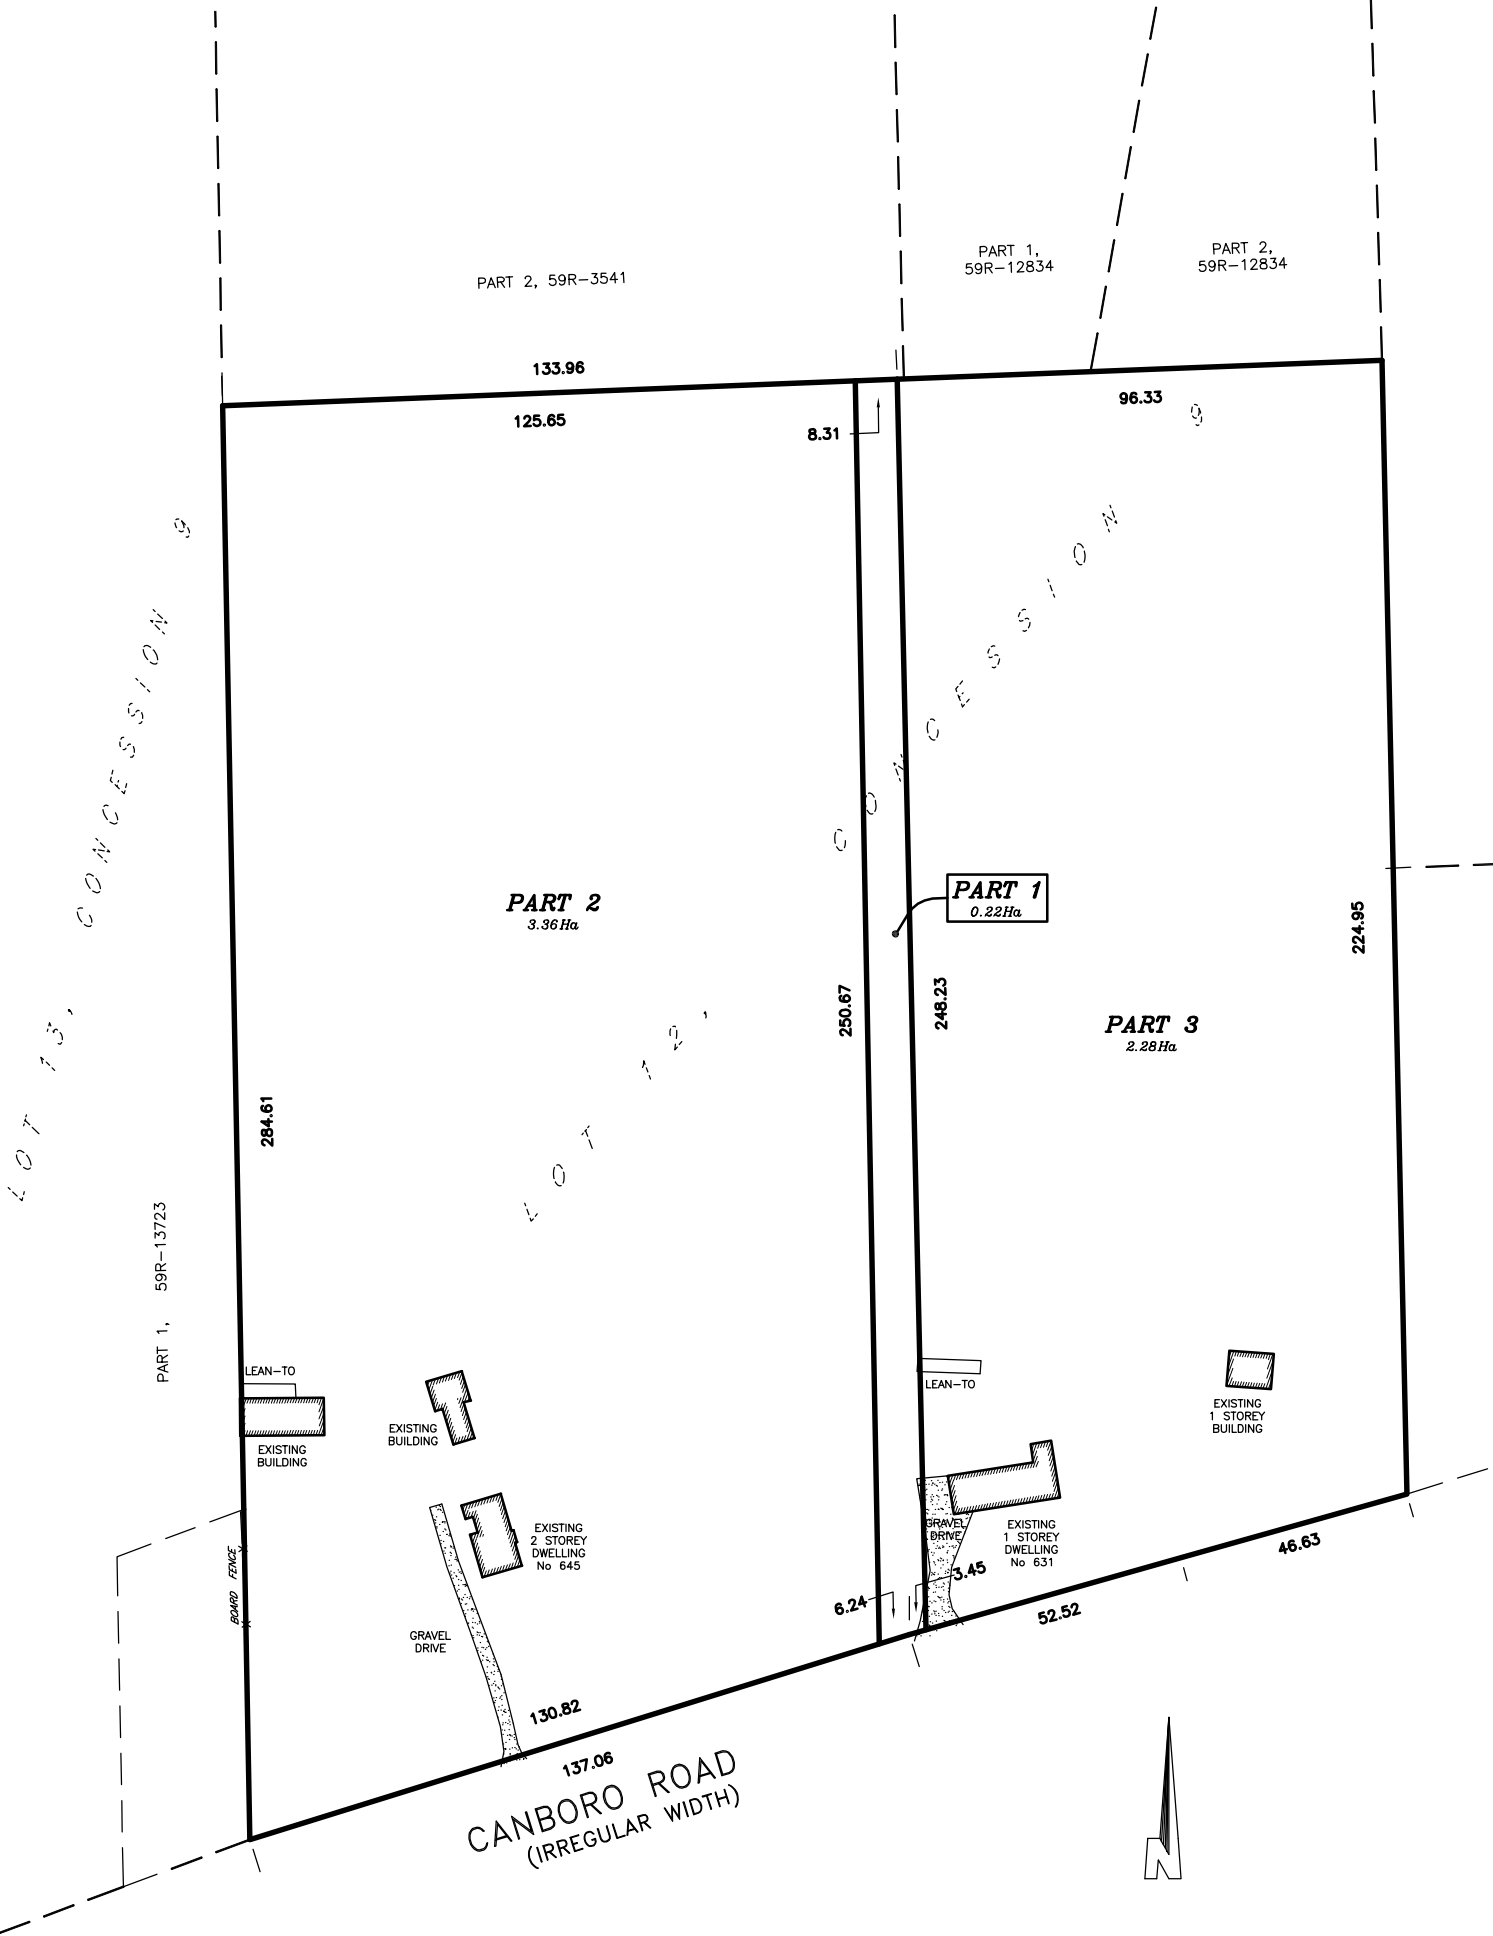 PART 2, 59R-3541
PART 1,
59R-12834
PART 2,
59R-12834
133.96
125.65
8.31
96.33
LOT 13, CONCESSION 9
LOT 12, CONCESSION 9
PART 2
3.36Ha
PART 1
0.22Ha
PART 3
2.28Ha
250.67
248.23
224.95
284.61
PART 1, 59R-13723
LEAN-TO
EXISTING
BUILDING
EXISTING
BUILDING
LEAN-TO
EXISTING
1 STOREY
BUILDING
EXISTING
2 STOREY
DWELLING
No 645
GRAVEL
DRIVE
EXISTING
1 STOREY
DWELLING
No 631
BOARD FENCE
GRAVEL
DRIVE
6.24
3.45
46.63
52.52
130.82
137.06
CANBORO ROAD
(IRREGULAR WIDTH)
N